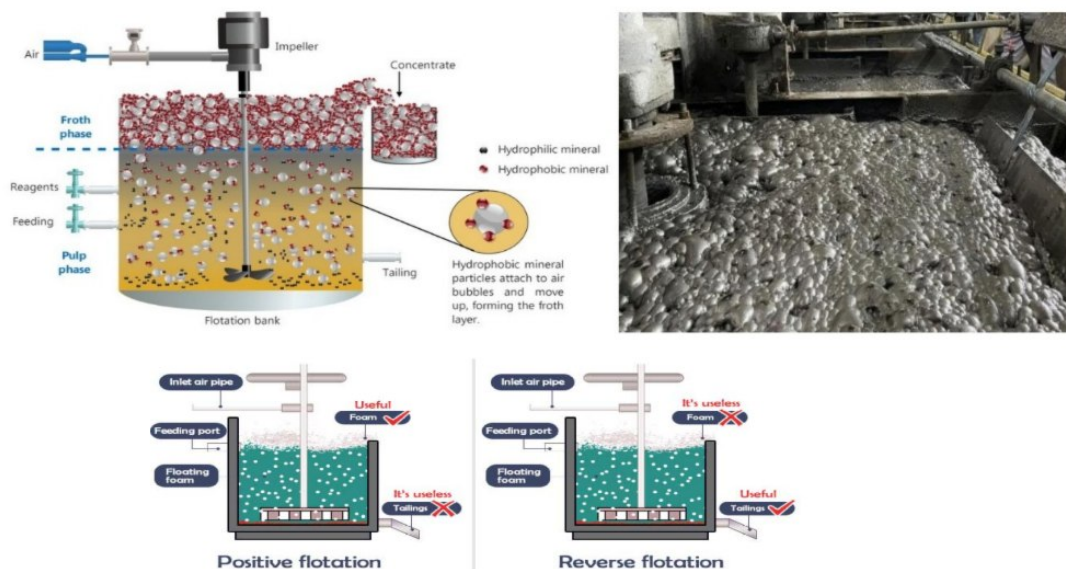 Air
Impeller
Concentrate
Froth
phase
Hydrophilic mineral
Hydrophobic mineral
Reagents
Feeding
Pulp
phase
Tailing
Hydrophobic mineral
particles attach to air
bubbles and move
up, forming the froth
layer.
Flotation bank
Inlet air pipe
Useful
Foam
Feeding port
Floating
foam
It's useless
Tailings
Positive flotation
Inlet air pipe
It's useless
Foam
Feeding port
Floating
foam
Useful
Tailings
Reverse flotation